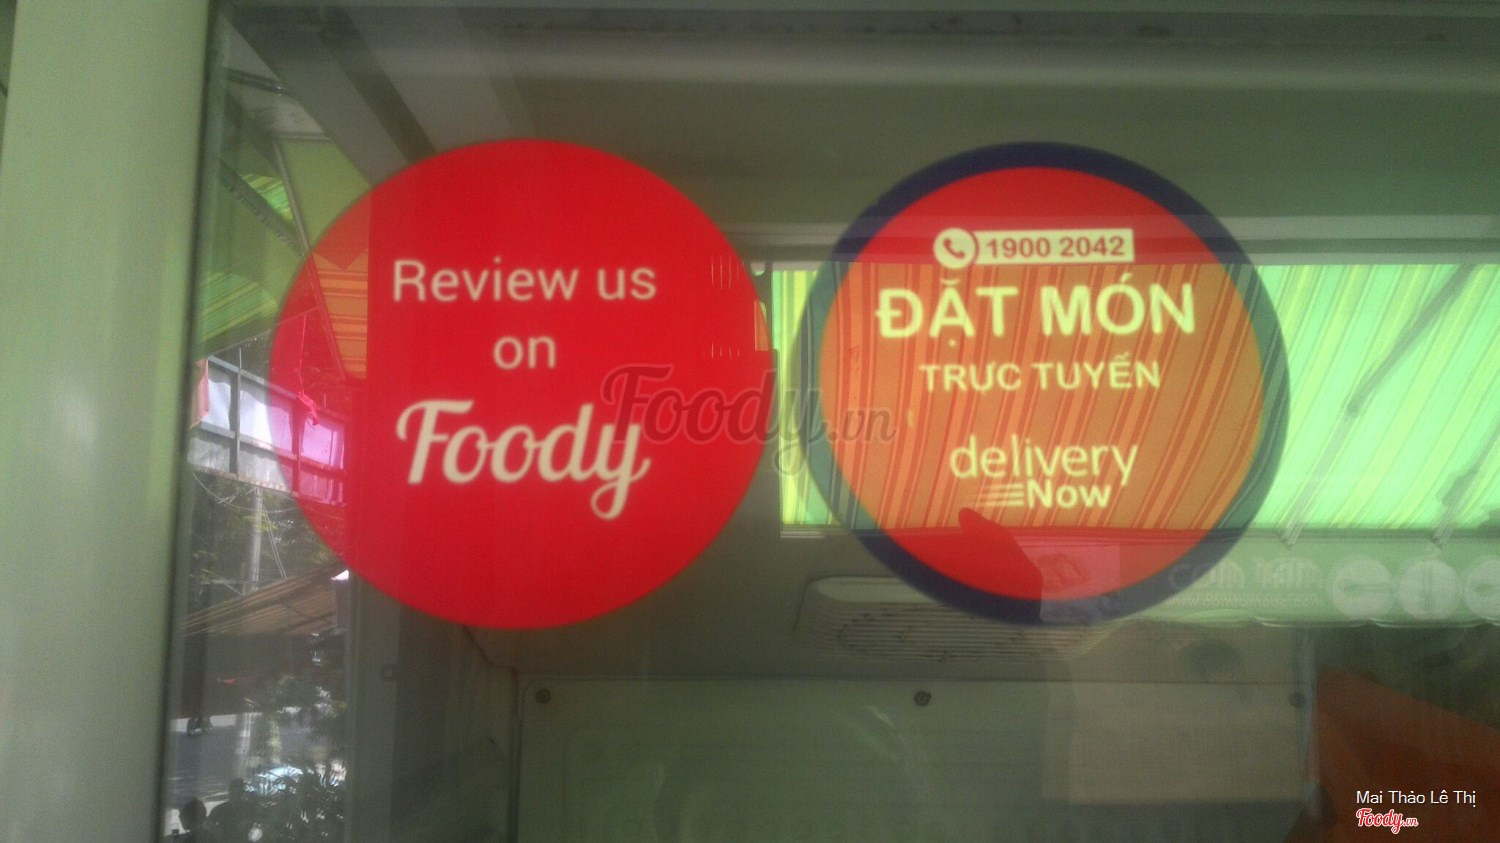 Review us
on
Foody
1900 2042
ĐẶT MÓN
TRỰC TUYẾN
delivery
Now
Foody.vn
Mai Thảo Lê Thị
Foody.vn